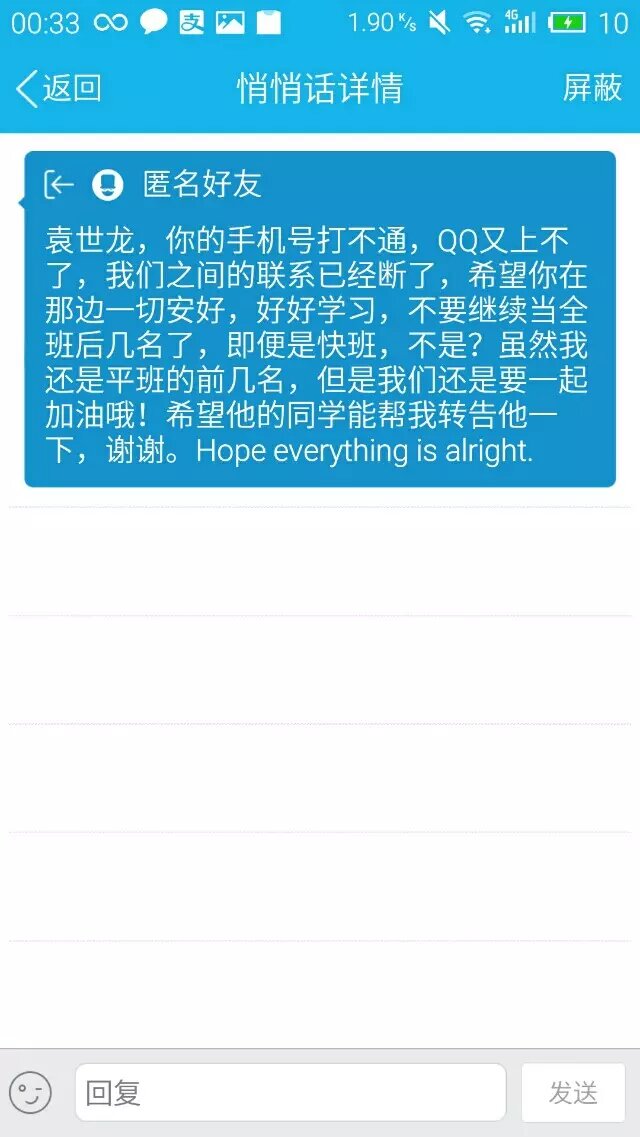 00:33 支 1.90 K/s 4G 10
返回 悄悄话详情 屏蔽
匿名好友
袁世龙，你的手机号打不通，QQ又上不
了，我们之间的联系已经断了，希望你在
那边一切安好，好好学习，不要继续当全
班后几名了，即便是快班，不是？虽然我
还是平班的前几名，但是我们还是要一起
加油哦！希望他的同学能帮我转告他一
下，谢谢。Hope everything is alright.
回复 发送